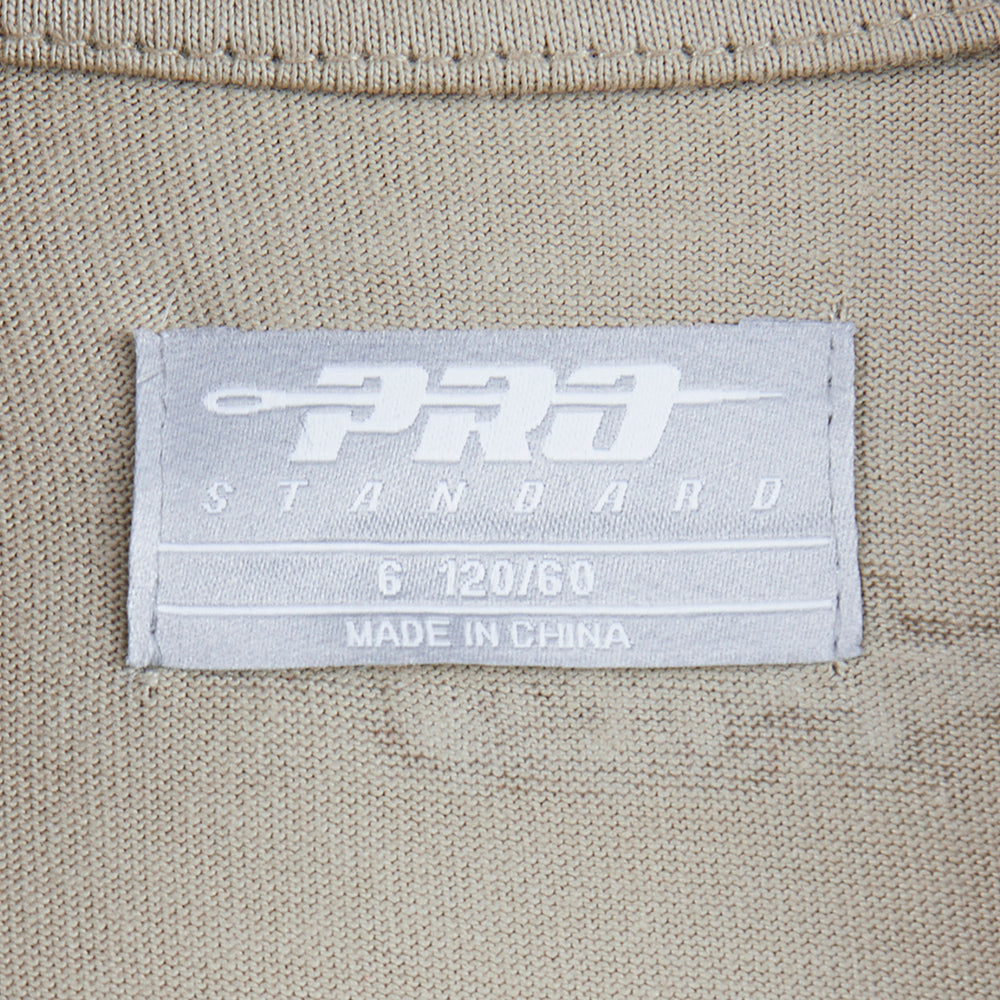 PRO
STANDARD
6 120/60
MADE IN CHINA